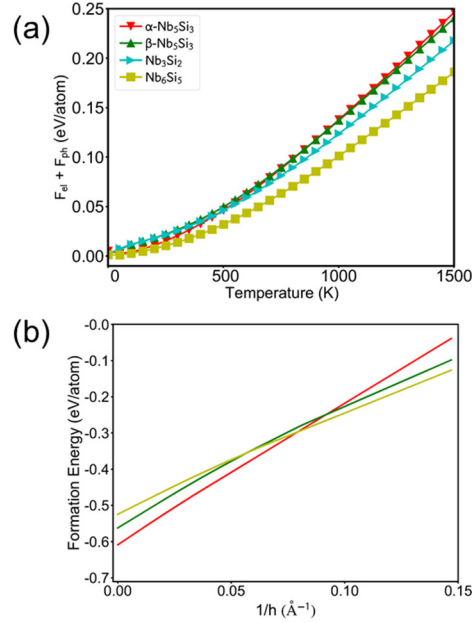 (a)
0.25
0.20
0.15
0.10
0.05
0.00
F_el + F_ph (eV/atom)
α-Nb₅Si₃
β-Nb₅Si₃
Nb₃Si₂
Nb₆Si₅
0 500 1000 1500
Temperature (K)
(b)
-0.0
-0.1
-0.2
-0.3
-0.4
-0.5
-0.6
-0.7
Formation Energy (eV/atom)
0.00 0.05 0.10 0.15
1/h (Å⁻¹)